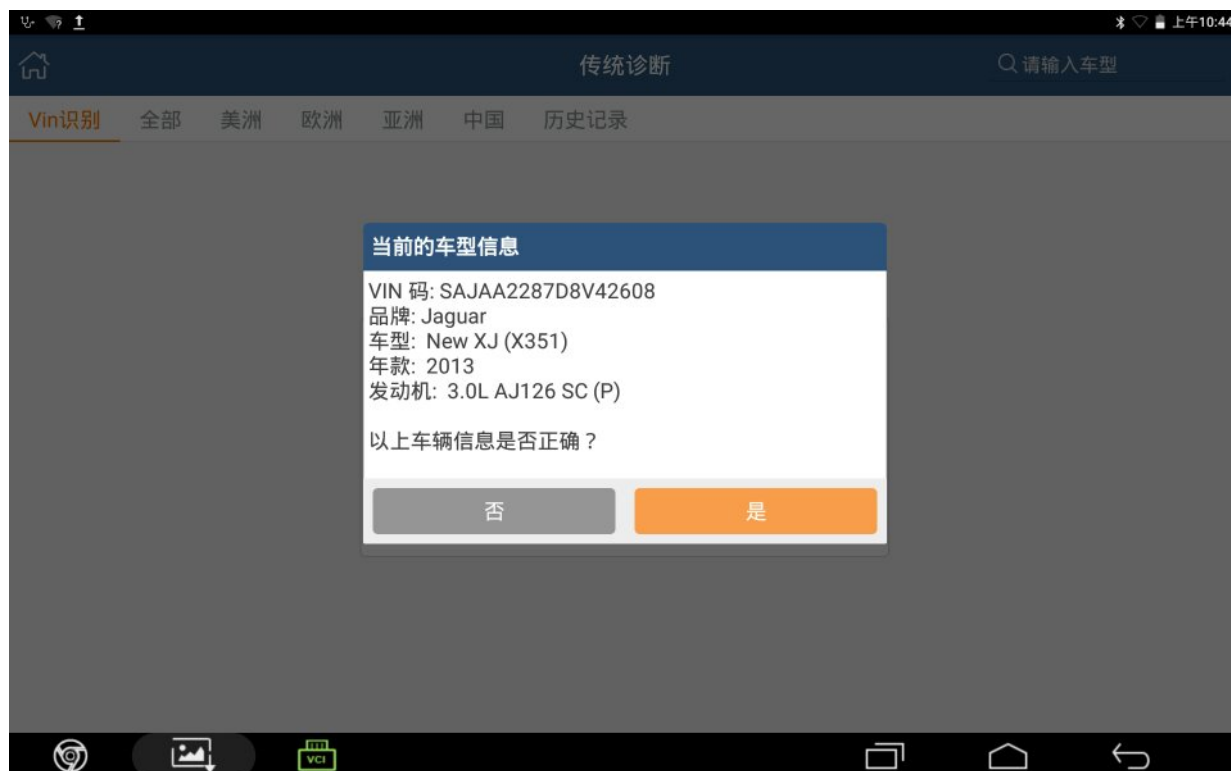 上午10:44
传统诊断
请输入车型
Vin识别 全部 美洲 欧洲 亚洲 中国 历史记录
当前的车型信息
VIN 码: SAJAA2287D8V42608
品牌: Jaguar
车型: New XJ (X351)
年款: 2013
发动机: 3.0L AJ126 SC (P)
以上车辆信息是否正确？
否 是
VCI